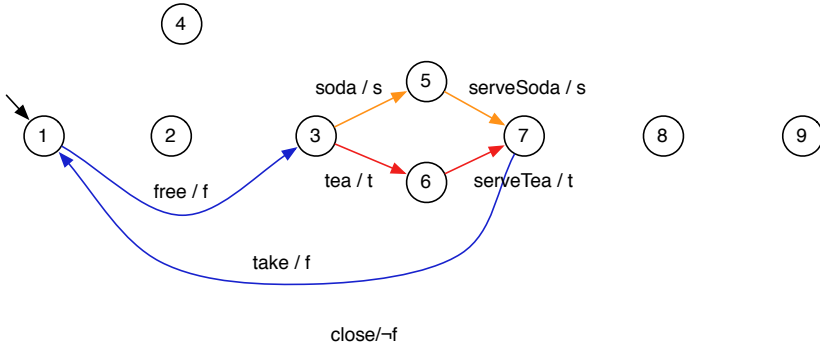 4
soda / s
5
serveSoda / s
1
2
3
7
8
9
free / f
tea / t
6
serveTea / t
take / f
close/¬f